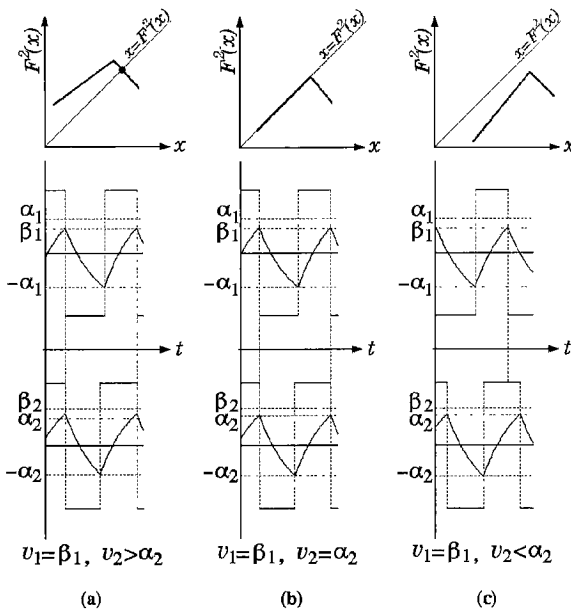 F²(x)
x=F²(x)
x
F²(x)
x=F²(x)
x
F²(x)
x=F²(x)
x
α₁
β₁
-α₁
t
β₂
α₂
-α₂
α₁
β₁
-α₁
t
β₂
α₂
-α₂
α₁
β₁
-α₁
t
β₂
α₂
-α₂
v₁=β₁, v₂>α₂
v₁=β₁, v₂=α₂
v₁=β₁, v₂<α₂
(a)
(b)
(c)